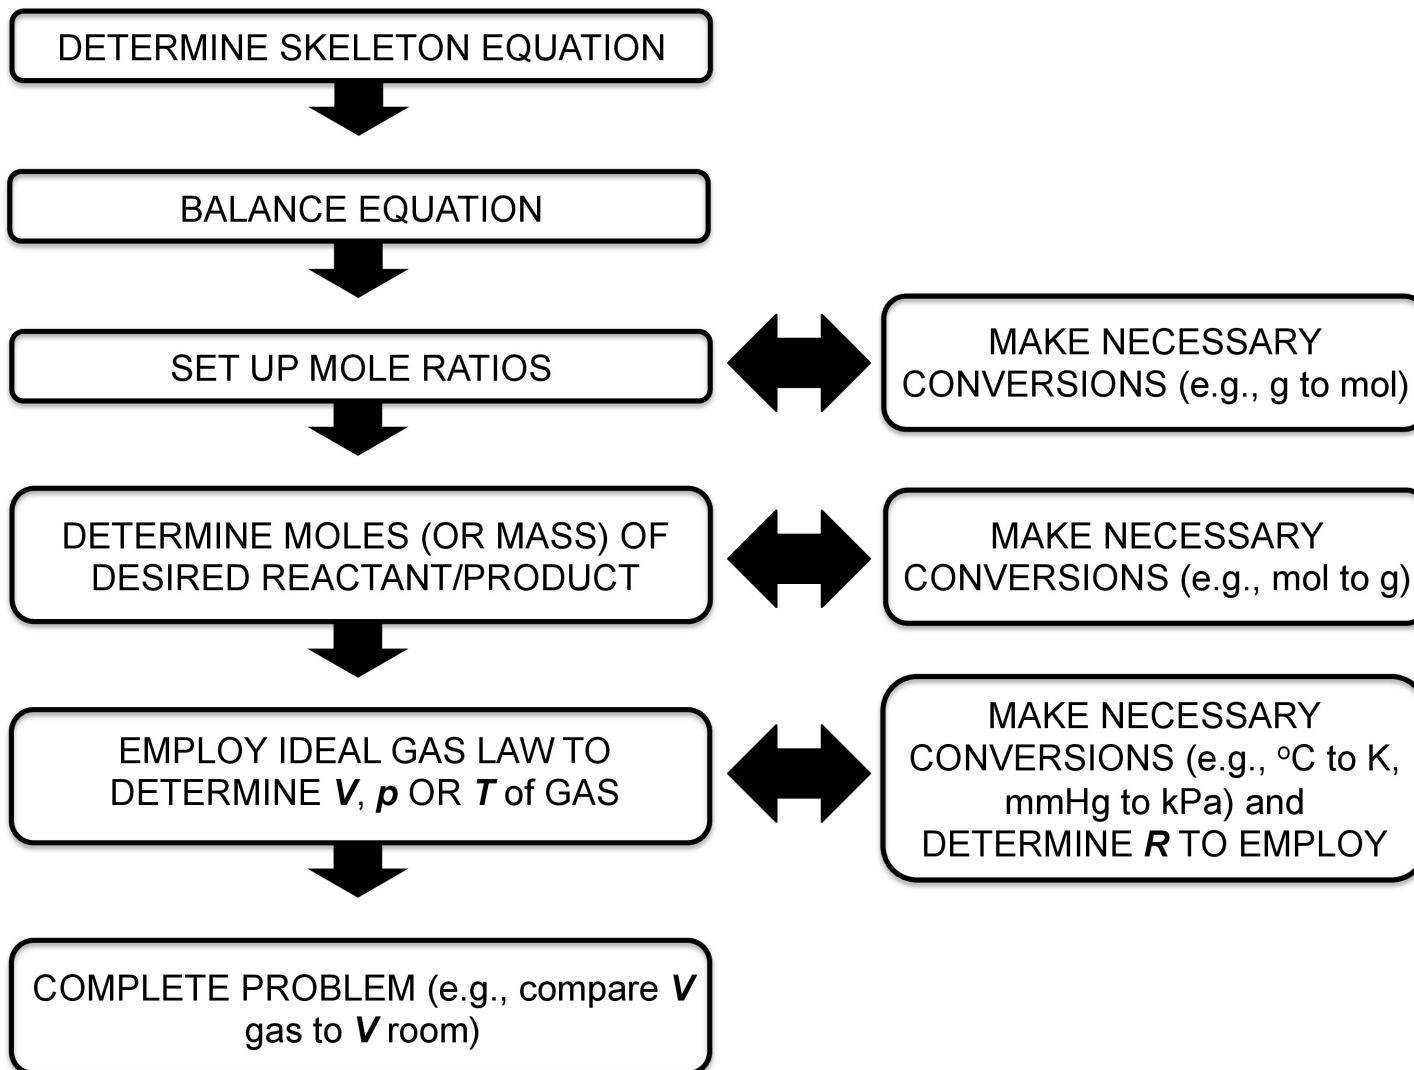 DETERMINE SKELETON EQUATION
BALANCE EQUATION
SET UP MOLE RATIOS
MAKE NECESSARY
CONVERSIONS (e.g., g to mol)
DETERMINE MOLES (OR MASS) OF
DESIRED REACTANT/PRODUCT
MAKE NECESSARY
CONVERSIONS (e.g., mol to g)
EMPLOY IDEAL GAS LAW TO
DETERMINE V, p OR T of GAS
MAKE NECESSARY
CONVERSIONS (e.g., ºC to K,
mmHg to kPa) and
DETERMINE R TO EMPLOY
COMPLETE PROBLEM (e.g., compare V
gas to V room)